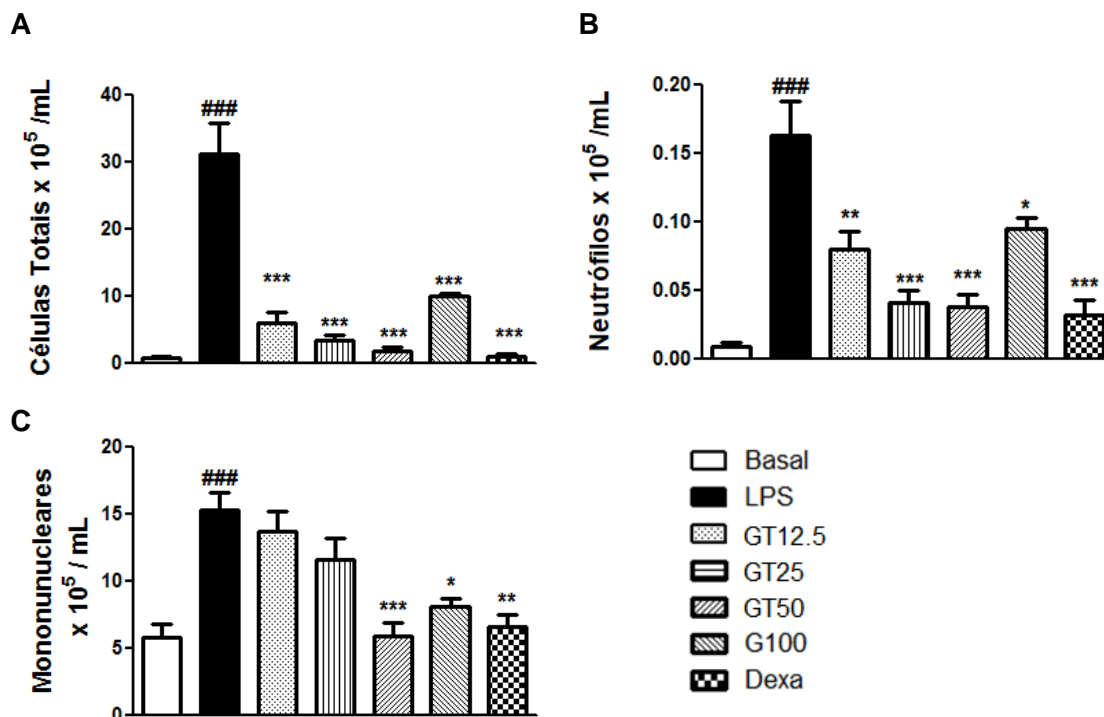 A
Células Totais x 10⁵ /mL
40
30
20
10
0
###
***
***
***
***
***
B
Neutrófilos x 10⁵ /mL
0.20
0.15
0.10
0.05
0.00
###
**
***
***
*
***
C
Mononunucleares
x 10⁵ / mL
20
15
10
5
0
###
***
*
**
Basal
LPS
GT12.5
GT25
GT50
G100
Dexa